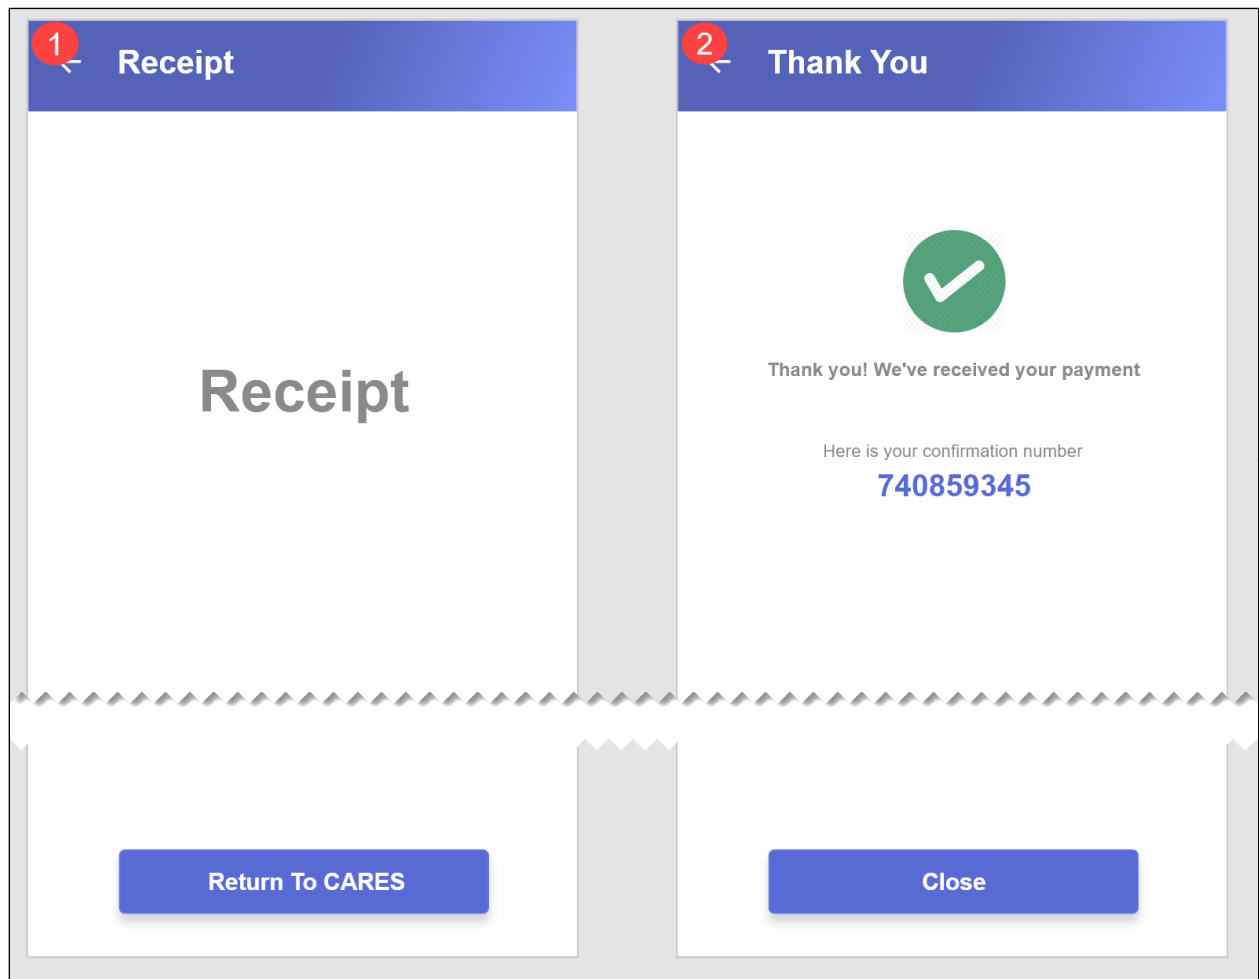 1
Receipt
Receipt
Return To CARES
2
Thank You
Thank you! We've received your payment
Here is your confirmation number
740859345
Close